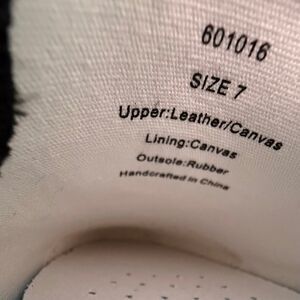 601016
SIZE 7
Upper:Leather/Canvas
Lining:Canvas
Outsole:Rubber
Handcrafted in China